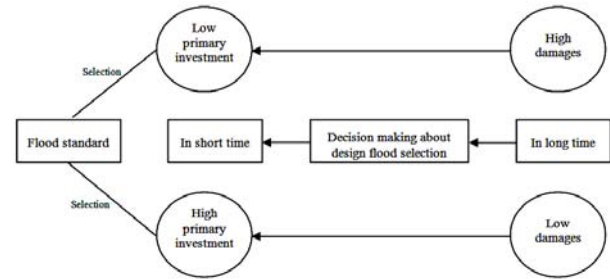 Low
primary
investment
High
damages
Selection
Flood standard
In short time
Decision making about
design flood selection
In long time
Selection
High
primary
investment
Low
damages